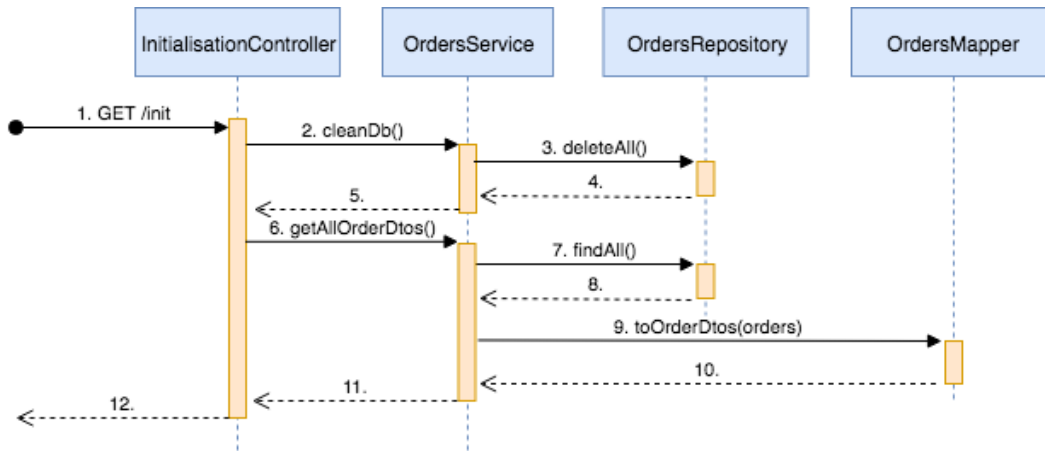 InitialisationController
OrdersService
OrdersRepository
OrdersMapper
1. GET /init
2. cleanDb()
3. deleteAll()
4.
5.
6. getAllOrderDtos()
7. findAll()
8.
9. toOrderDtos(orders)
10.
11.
12.